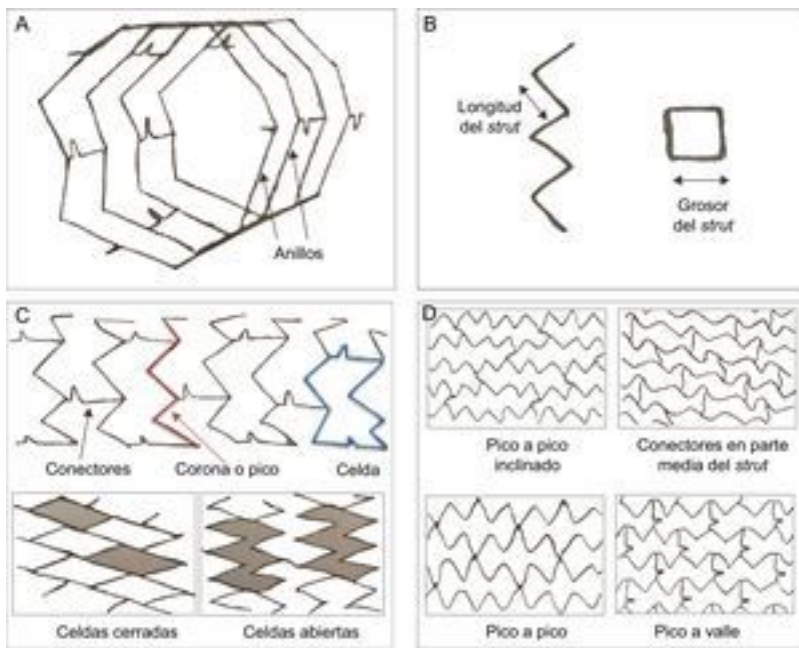 A
Anillos
B
Longitud
del strut
Grosor
del strut
C
Conectores
Corona o pico
Celda
Celdas cerradas
Celdas abiertas
D
Pico a pico
inclinado
Conectores en parte
media del strut
Pico a pico
Pico a valle